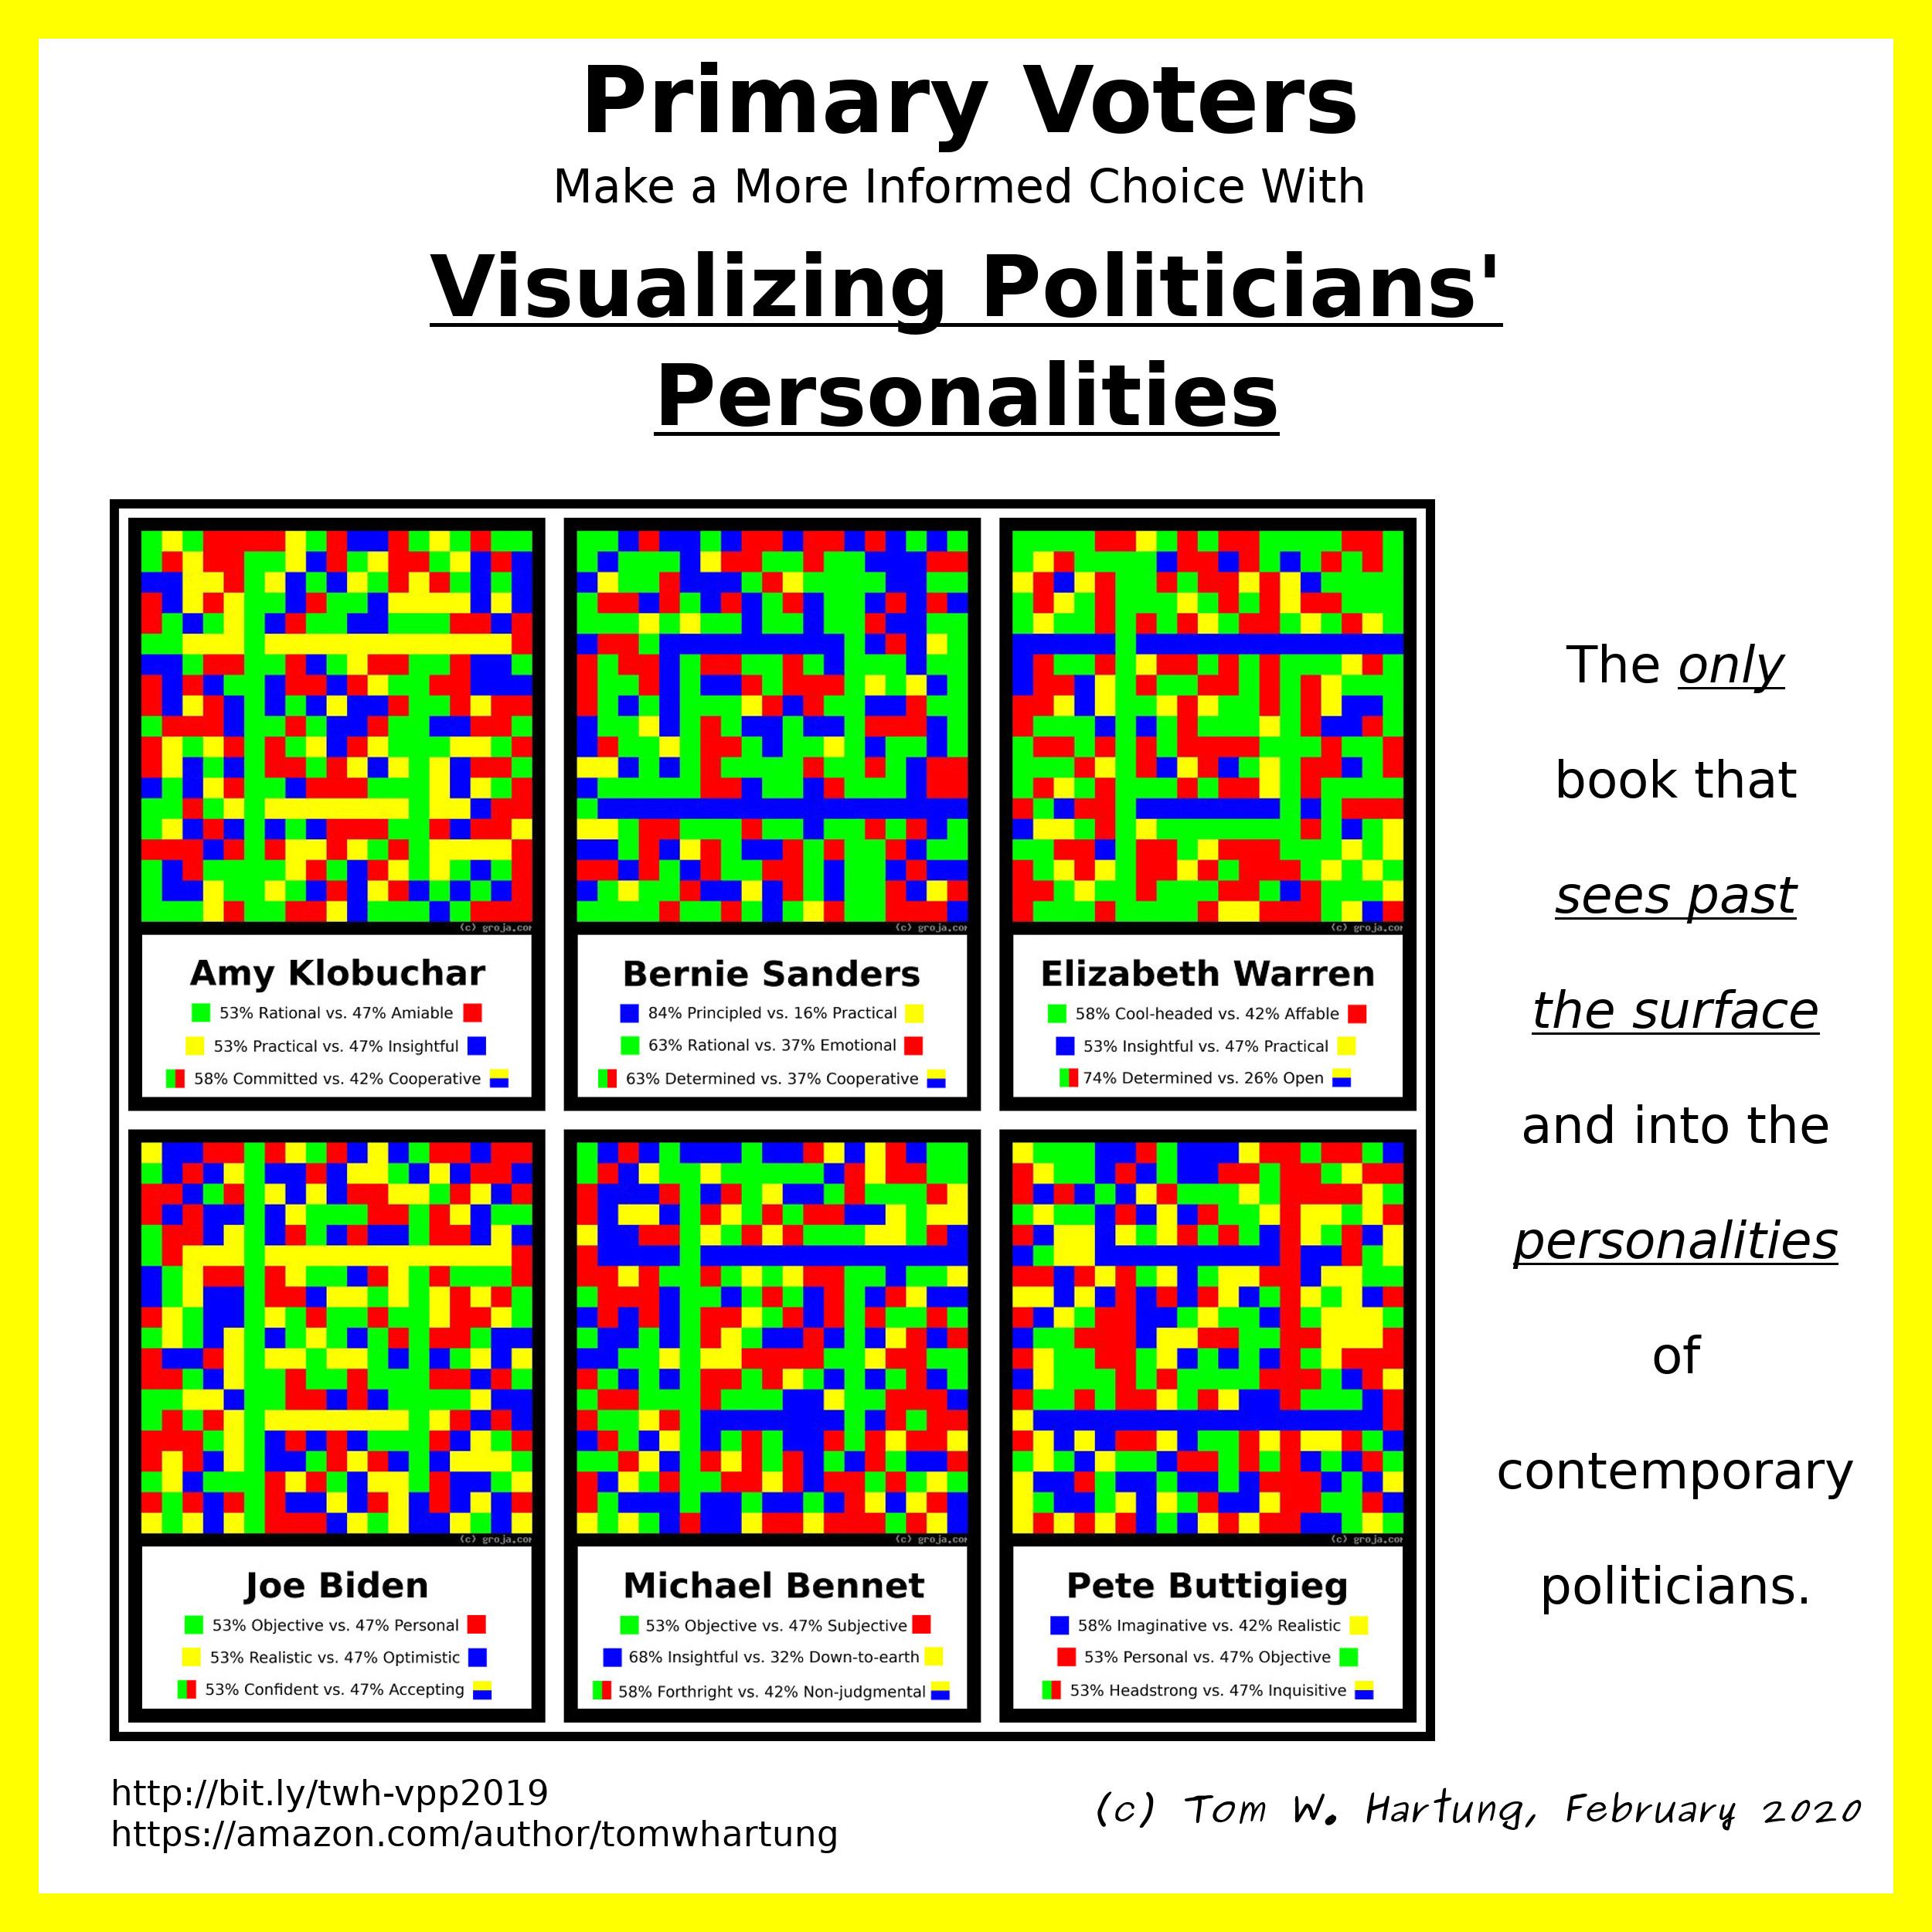 Primary Voters
Make a More Informed Choice With
Visualizing Politicians'
Personalities
(c) groja.com
Amy Klobuchar
53% Rational vs. 47% Amiable
53% Practical vs. 47% Insightful
58% Committed vs. 42% Cooperative
(c) groja.com
Bernie Sanders
84% Principled vs. 16% Practical
63% Rational vs. 37% Emotional
63% Determined vs. 37% Cooperative
(c) groja.com
Elizabeth Warren
58% Cool-headed vs. 42% Affable
53% Insightful vs. 47% Practical
74% Determined vs. 26% Open
(c) groja.com
Joe Biden
53% Objective vs. 47% Personal
53% Realistic vs. 47% Optimistic
53% Confident vs. 47% Accepting
(c) groja.com
Michael Bennet
53% Objective vs. 47% Subjective
68% Insightful vs. 32% Down-to-earth
58% Forthright vs. 42% Non-judgmental
(c) groja.com
Pete Buttigieg
58% Imaginative vs. 42% Realistic
53% Personal vs. 47% Objective
53% Headstrong vs. 47% Inquisitive
The only
book that
sees past
the surface
and into the
personalities
of
contemporary
politicians.
http://bit.ly/twh-vpp2019
https://amazon.com/author/tomwhartung
(c) Tom W. Hartung, February 2020